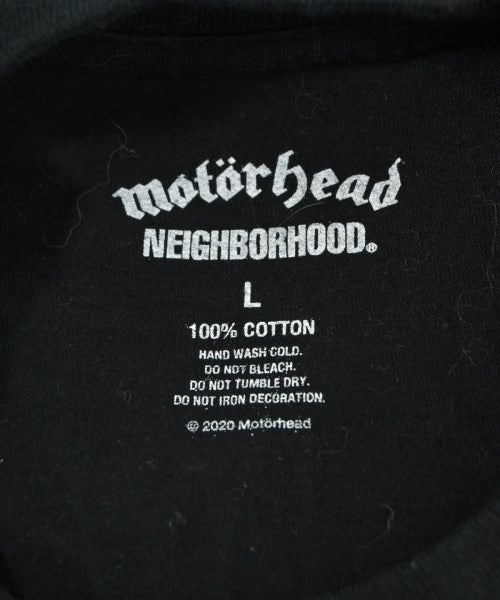 motörhead
NEIGHBORHOOD®
L
100% COTTON
HAND WASH COLD.
DO NOT BLEACH.
DO NOT TUMBLE DRY.
DO NOT IRON DECORATION.
© 2020 Motörhead